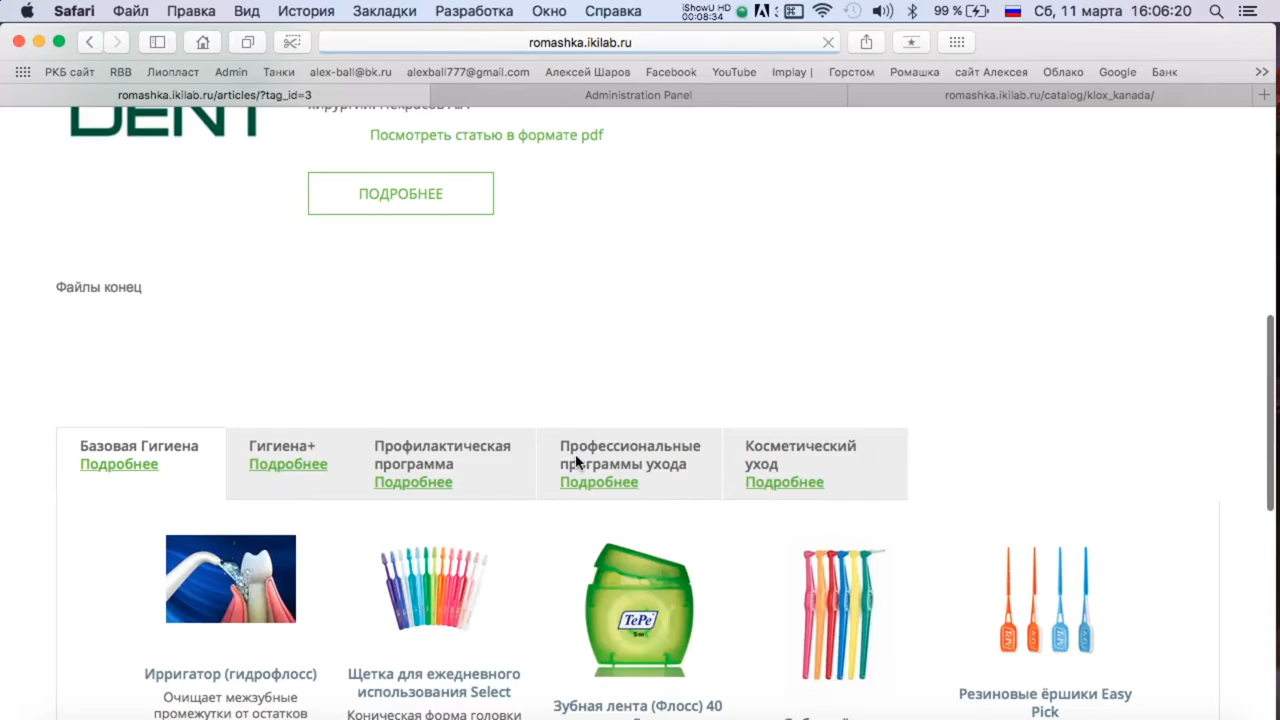 Safari Файл Правка Вид История Закладки Разработка Окно Справка iShowU HD 00:08:34 99 % Сб, 11 марта 16:06:20
romashka.ikilab.ru
РКБ сайт RBB Лиопласт Admin Танки alex-ball@bk.ru alexball777@gmail.com Алексей Шаров Facebook YouTube Implay | Горстом Ромашка сайт Алексея Облако Google Банк
romashka.ikilab.ru/articles/?tag_id=3 Administration Panel romashka.ikilab.ru/catalog/klox_kanada/
DENT
Посмотреть статью в формате pdf
ПОДРОБНЕЕ
Файлы конец
Базовая Гигиена
Подробнее
Гигиена+
Подробнее
Профилактическая
программа
Подробнее
Профессиональные
программы ухода
Подробнее
Косметический
уход
Подробнее
TePe
Ирригатор (гидрофлосс)
Очищает межзубные
промежутки от остатков
Щетка для ежедневного
использования Select
Коническая форма головки
Зубная лента (Флосс) 40
Резиновые ёршики Easy
Pick